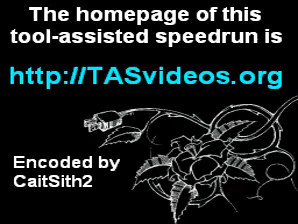 The homepage of this
tool-assisted speedrun is
http://TASvideos.org
Encoded by
CaitSith2